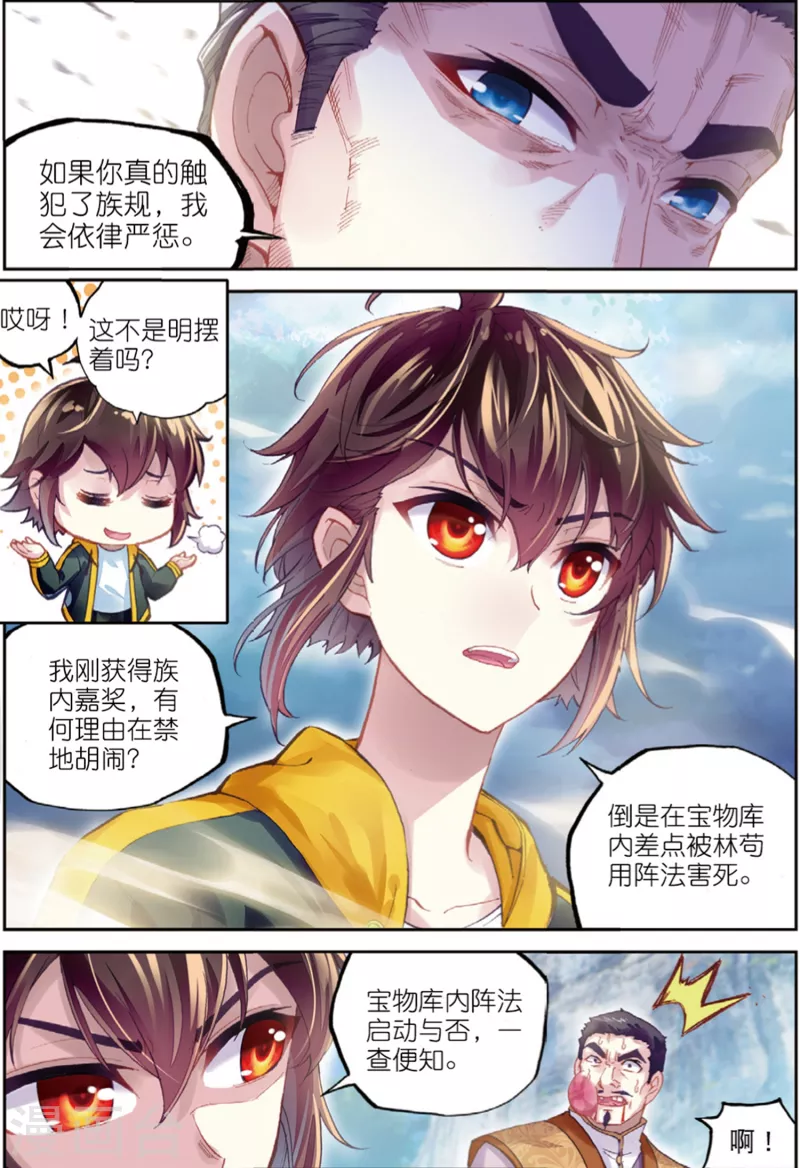 如果你真的触
犯了族规，我
会依律严惩。
哎呀！
这不是明摆
着吗？
我刚获得族
内嘉奖，有
何理由在禁
地胡闹？
倒是在宝物库
内差点被林苟
用阵法害死。
宝物库内阵法
启动与否，一
查便知。
啊！
漫画台